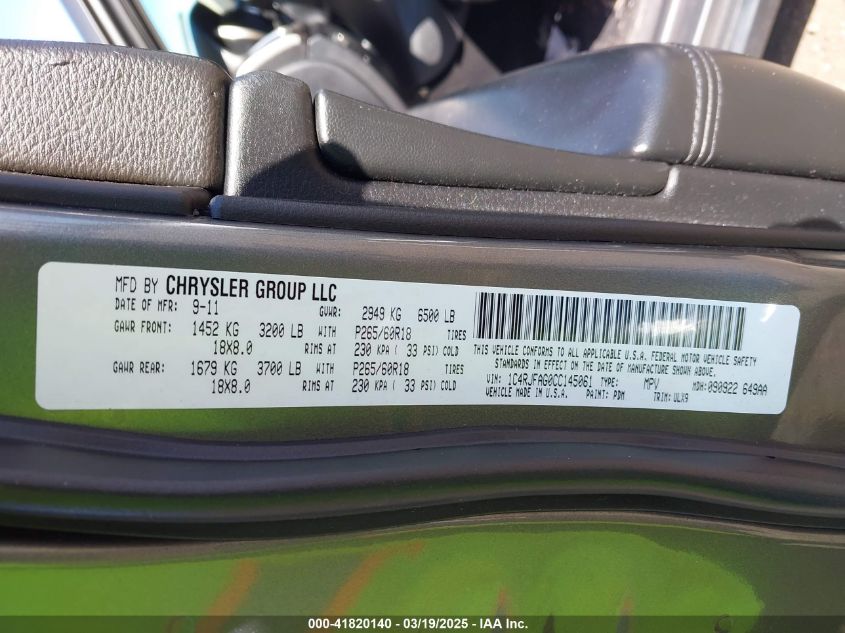 MFD BY CHRYSLER GROUP LLC
DATE OF MFR: 9-11 GVWR: 2949 KG 6500 LB
GAWR FRONT: 1452 KG 3200 LB WITH P265/60R18 TIRES
18X8.0 RIMS AT 230 KPA ( 33 PSI) COLD
GAWR REAR: 1679 KG 3700 LB WITH P265/60R18 TIRES
18X8.0 RIMS AT 230 KPA ( 33 PSI) COLD
THIS VEHICLE CONFORMS TO ALL APPLICABLE U.S.A. FEDERAL MOTOR VEHICLE SAFETY
STANDARDS IN EFFECT ON THE DATE OF MANUFACTURE SHOWN ABOVE.
VIN: 1C4RJFAG0CC145061 TYPE: MPV MDH: 090922 649AA
VEHICLE MADE IN U.S.A. PAINT: PDM TRIM: ULX9
000-41820140 - 03/19/2025 - IAA Inc.